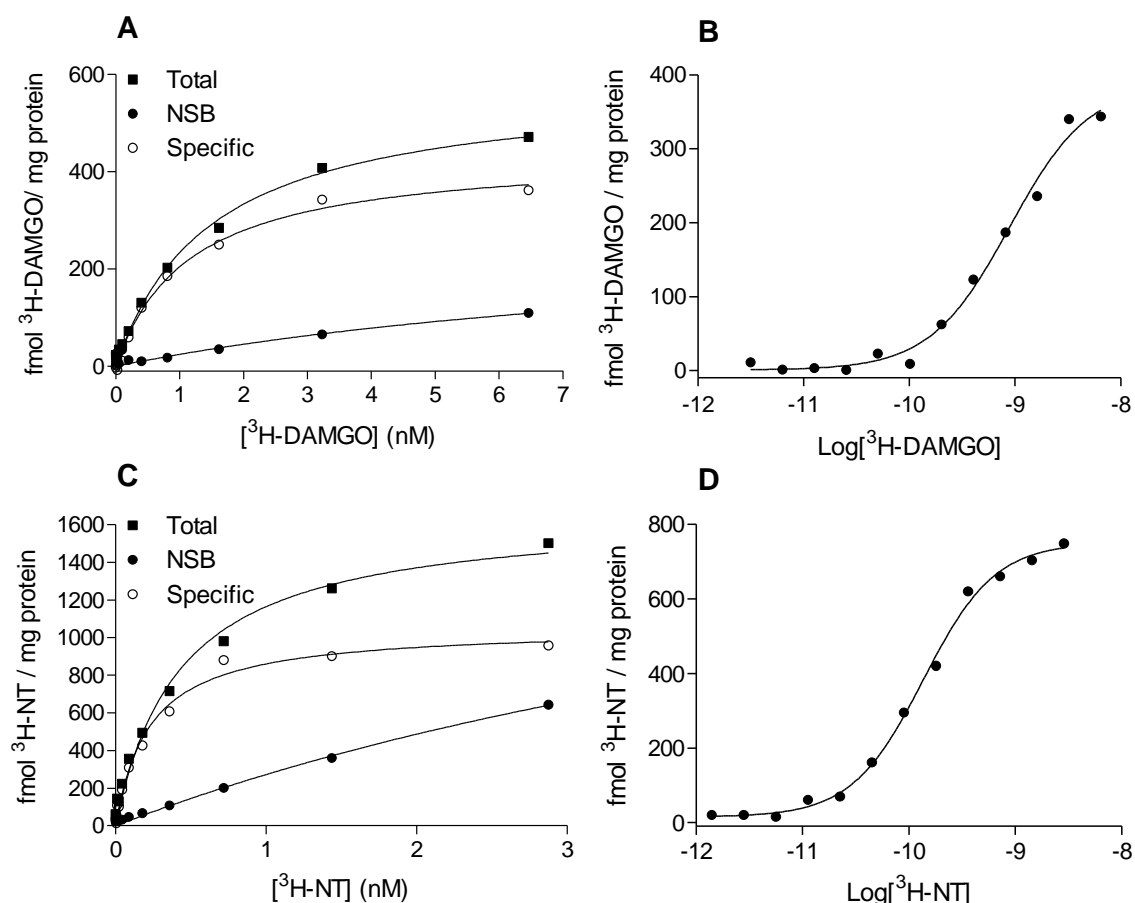 A
Total
NSB
Specific
600
400
200
0
fmol ³H-DAMGO/ mg protein
0 1 2 3 4 5 6 7
[³H-DAMGO] (nM)
B
400
300
200
100
0
fmol ³H-DAMGO / mg protein
-12 -11 -10 -9 -8
Log[³H-DAMGO]
C
Total
NSB
Specific
1600
1400
1200
1000
800
600
400
200
0
fmol ³H-NT / mg protein
0 1 2 3
[³H-NT] (nM)
D
800
600
400
200
0
fmol ³H-NT / mg protein
-12 -11 -10 -9 -8
Log[³H-NT]